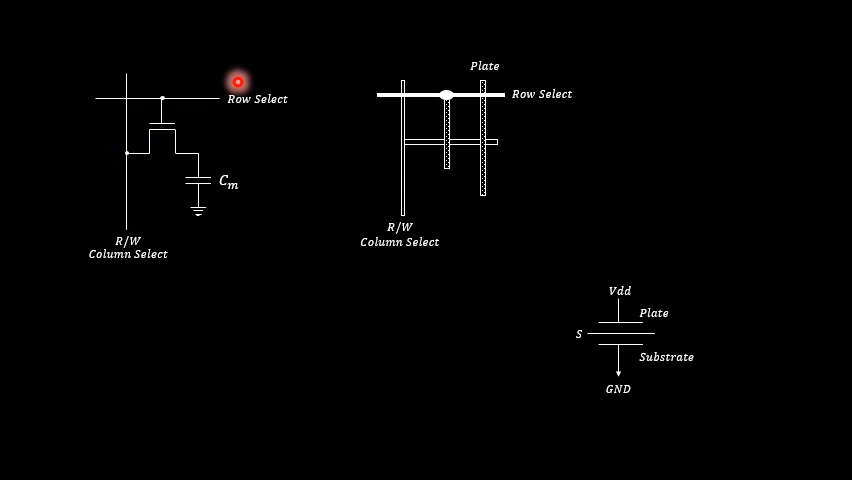 Row Select
C_m
R/W
Column Select
Plate
Row Select
R/W
Column Select
Vdd
Plate
S
Substrate
GND